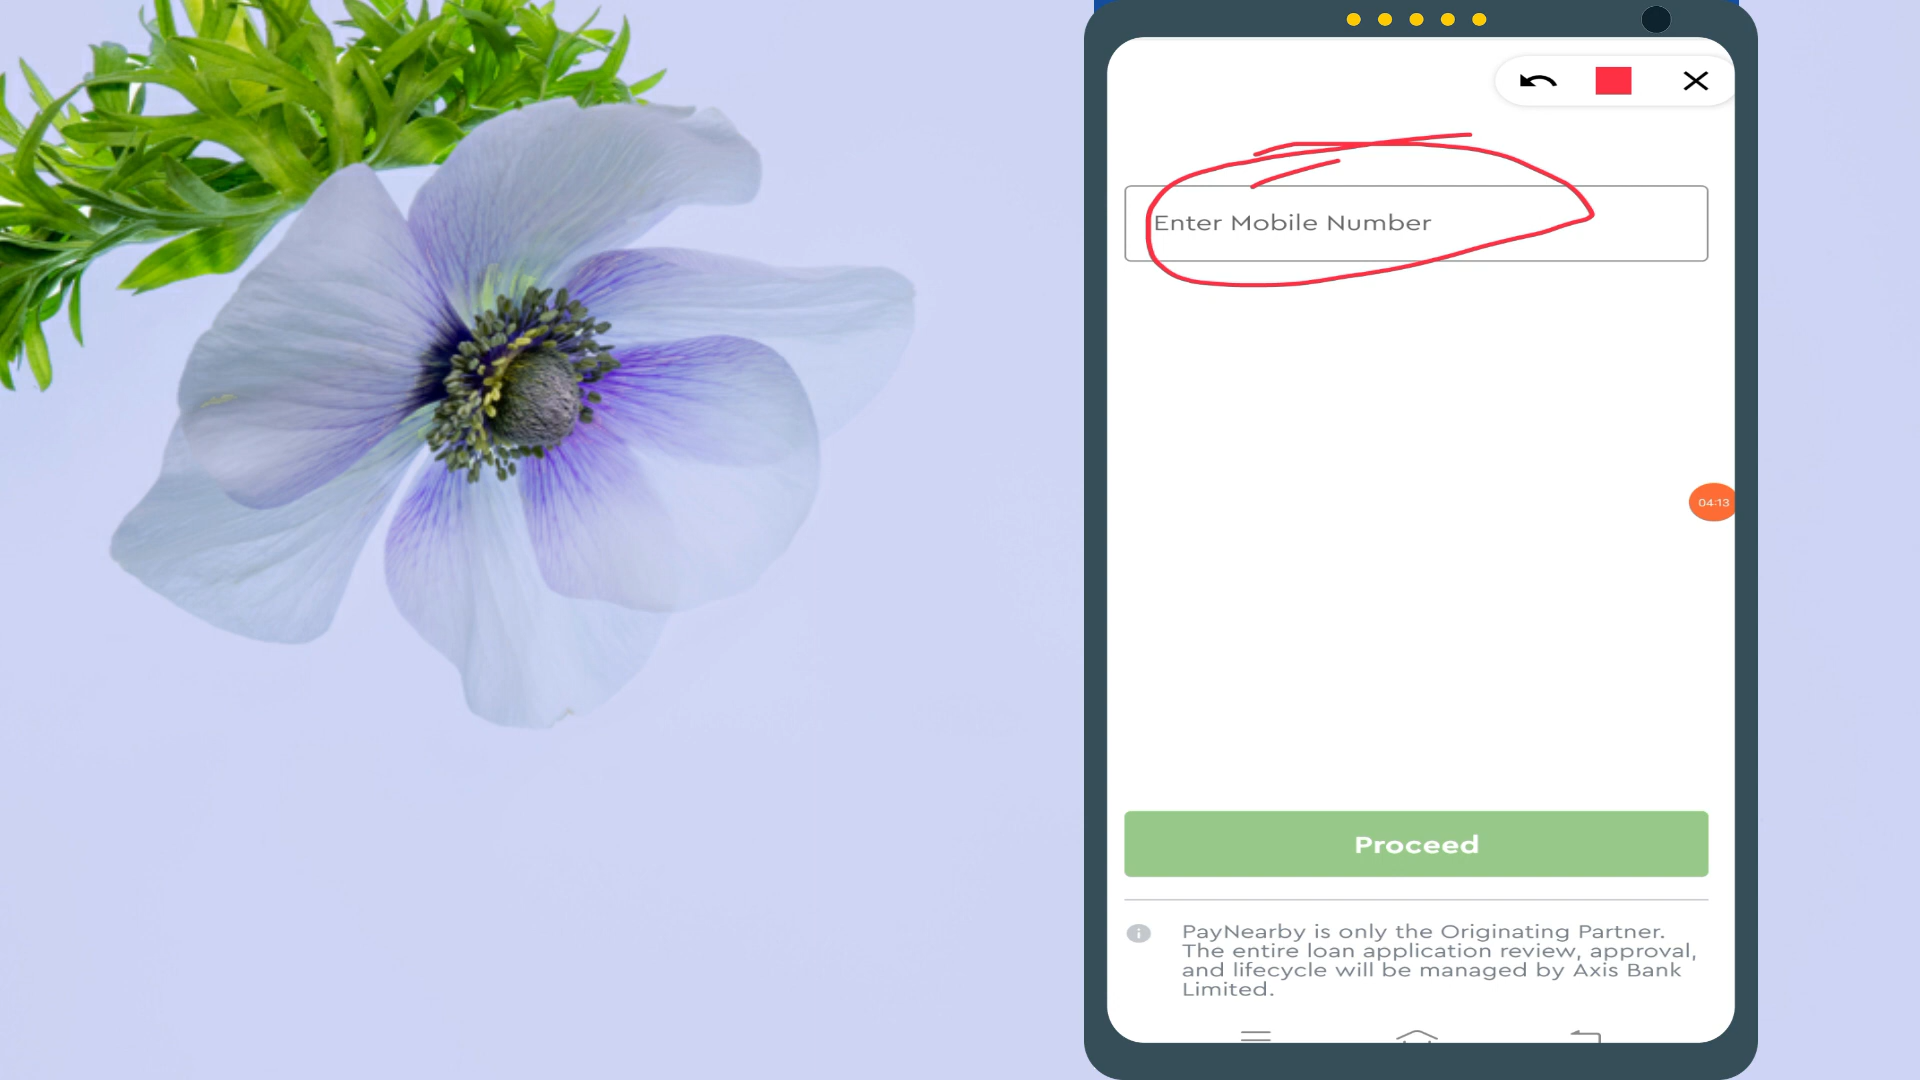 Enter Mobile Number
04:13
Proceed
PayNearby is only the Originating Partner.
The entire loan application review, approval,
and lifecycle will be managed by Axis Bank
Limited.